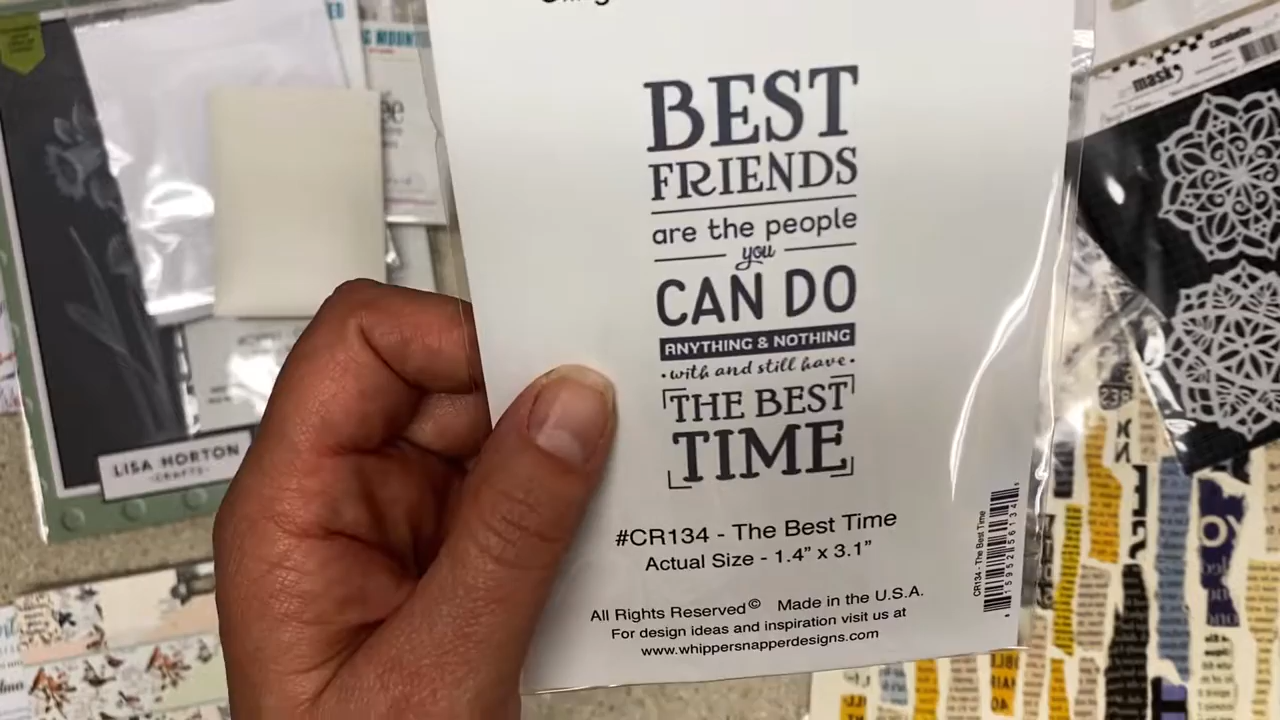 BEST
FRIENDS
are the people
you
CAN DO
ANYTHING & NOTHING
•with and still have•
THE BEST
TIME
#CR134 - The Best Time
Actual Size - 1.4" x 3.1"
All Rights Reserved© Made in the U.S.A.
For design ideas and inspiration visit us at
www.whippersnapperdesigns.com
CR134 - The Best Time
LISA HORTON
-CRAFTS-
mask